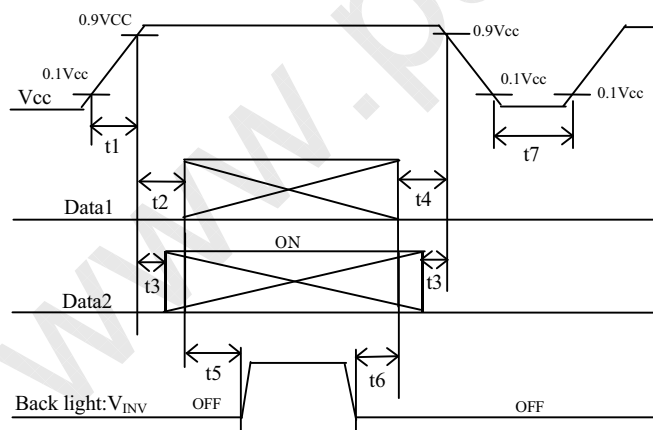 0.9VCC
0.9Vcc
0.1Vcc
0.1Vcc
0.1Vcc
Vcc
t1
t7
t2
t4
Data1
ON
t3
t3
Data2
t5
t6
Back light:VINV
OFF
OFF